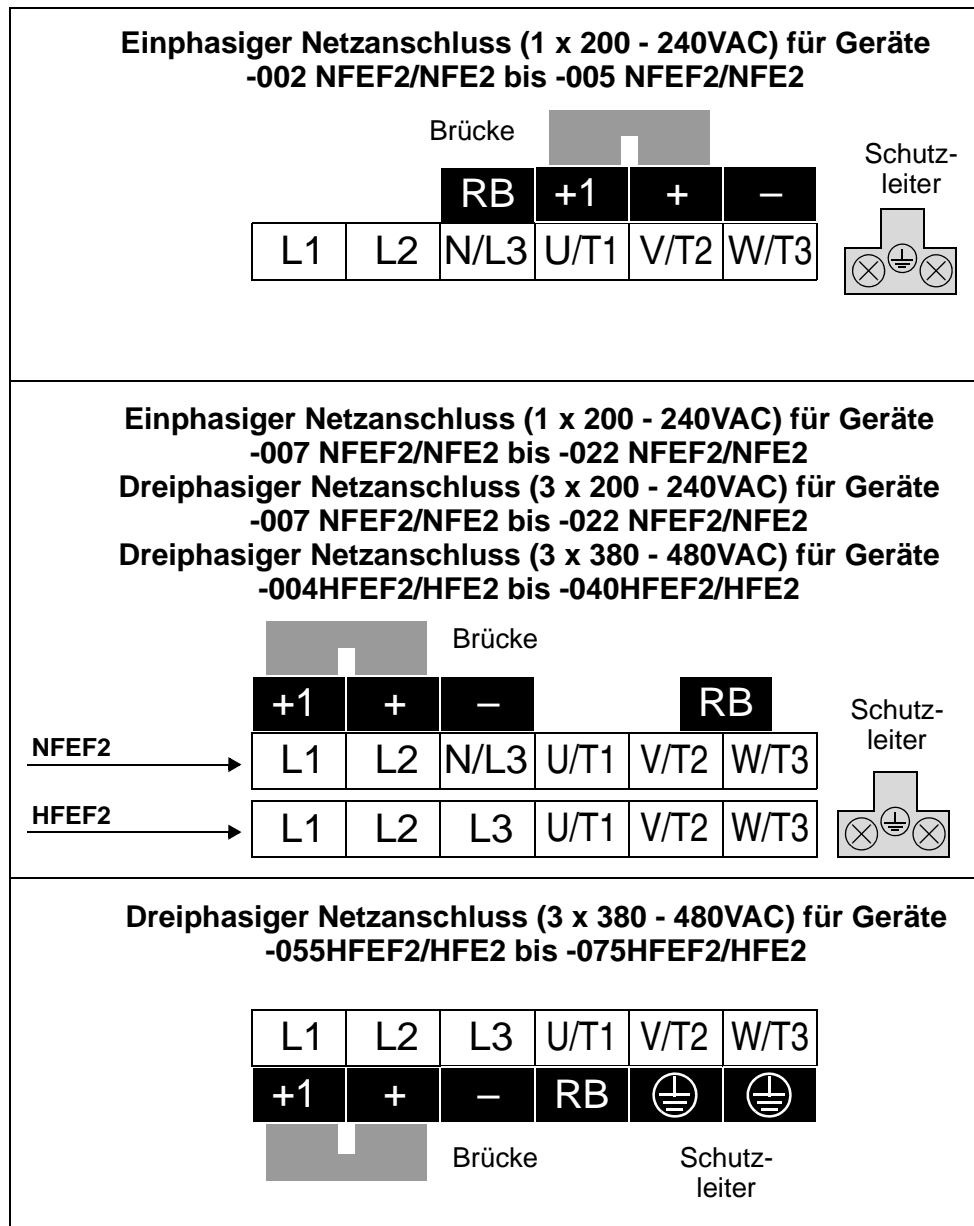 Einphasiger Netzanschluss (1 x 200 - 240VAC) für Geräte
-002 NFEF2/NFE2 bis -005 NFEF2/NFE2
Brücke
Schutz-
leiter
RB +1 + –
L1 L2 N/L3 U/T1 V/T2 W/T3
Einphasiger Netzanschluss (1 x 200 - 240VAC) für Geräte
-007 NFEF2/NFE2 bis -022 NFEF2/NFE2
Dreiphasiger Netzanschluss (3 x 200 - 240VAC) für Geräte
-007 NFEF2/NFE2 bis -022 NFEF2/NFE2
Dreiphasiger Netzanschluss (3 x 380 - 480VAC) für Geräte
-004HFEF2/HFE2 bis -040HFEF2/HFE2
Brücke
+1 + – RB
Schutz-
leiter
NFEF2
L1 L2 N/L3 U/T1 V/T2 W/T3
HFEF2
L1 L2 L3 U/T1 V/T2 W/T3
Dreiphasiger Netzanschluss (3 x 380 - 480VAC) für Geräte
-055HFEF2/HFE2 bis -075HFEF2/HFE2
L1 L2 L3 U/T1 V/T2 W/T3
+1 + – RB
Brücke
Schutz-
leiter